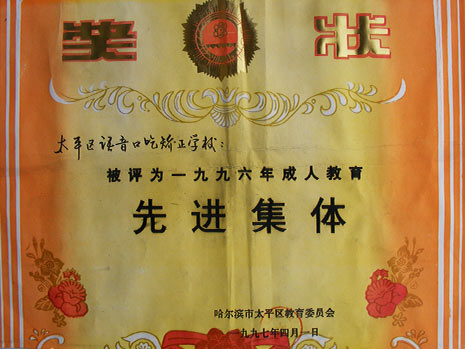 奖状
太平区语音口吃矫正学校：
被评为一九九六年成人教育
先进集体
哈尔滨市太平区教育委员会
一九九七年四月一日